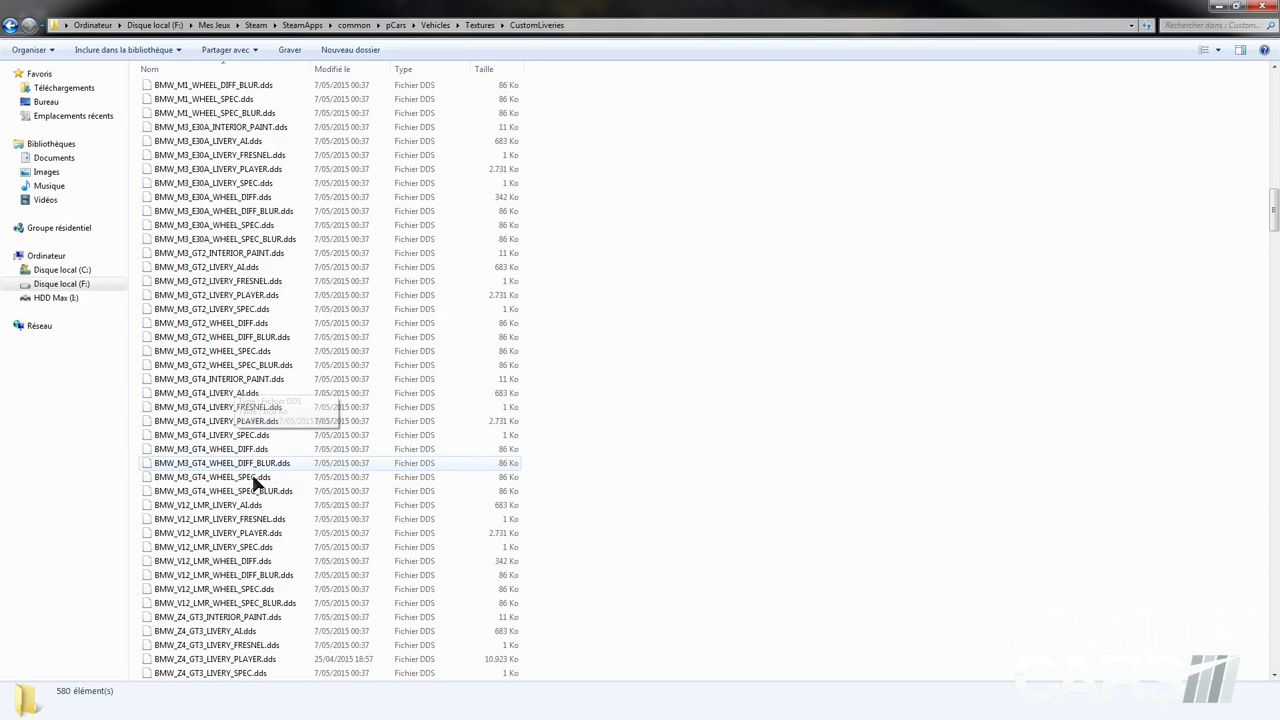 Ordinateur ▸ Disque local (F:) ▸ Mes Jeux ▸ Steam ▸ SteamApps ▸ common ▸ pCars ▸ Vehicles ▸ Textures ▸ CustomLiveries
Rechercher dans : Custom...
Organiser Inclure dans la bibliothèque Partager avec Graver Nouveau dossier
Nom Modifié le Type Taille
Favoris
Téléchargements
Bureau
Emplacements récents
Bibliothèques
Documents
Images
Musique
Vidéos
Groupe résidentiel
Ordinateur
Disque local (C:)
Disque local (F:)
HDD Max (I:)
Réseau
BMW_M1_WHEEL_DIFF_BLUR.dds 7/05/2015 00:37 Fichier DDS 86 Ko
BMW_M1_WHEEL_SPEC.dds 7/05/2015 00:37 Fichier DDS 86 Ko
BMW_M1_WHEEL_SPEC_BLUR.dds 7/05/2015 00:37 Fichier DDS 86 Ko
BMW_M3_E30A_INTERIOR_PAINT.dds 7/05/2015 00:37 Fichier DDS 11 Ko
BMW_M3_E30A_LIVERY_AI.dds 7/05/2015 00:37 Fichier DDS 683 Ko
BMW_M3_E30A_LIVERY_FRESNEL.dds 7/05/2015 00:37 Fichier DDS 1 Ko
BMW_M3_E30A_LIVERY_PLAYER.dds 7/05/2015 00:37 Fichier DDS 2.731 Ko
BMW_M3_E30A_LIVERY_SPEC.dds 7/05/2015 00:37 Fichier DDS 1 Ko
BMW_M3_E30A_WHEEL_DIFF.dds 7/05/2015 00:37 Fichier DDS 342 Ko
BMW_M3_E30A_WHEEL_DIFF_BLUR.dds 7/05/2015 00:37 Fichier DDS 86 Ko
BMW_M3_E30A_WHEEL_SPEC.dds 7/05/2015 00:37 Fichier DDS 86 Ko
BMW_M3_E30A_WHEEL_SPEC_BLUR.dds 7/05/2015 00:37 Fichier DDS 86 Ko
BMW_M3_GT2_INTERIOR_PAINT.dds 7/05/2015 00:37 Fichier DDS 11 Ko
BMW_M3_GT2_LIVERY_AI.dds 7/05/2015 00:37 Fichier DDS 683 Ko
BMW_M3_GT2_LIVERY_FRESNEL.dds 7/05/2015 00:37 Fichier DDS 1 Ko
BMW_M3_GT2_LIVERY_PLAYER.dds 7/05/2015 00:37 Fichier DDS 2.731 Ko
BMW_M3_GT2_LIVERY_SPEC.dds 7/05/2015 00:37 Fichier DDS 1 Ko
BMW_M3_GT2_WHEEL_DIFF.dds 7/05/2015 00:37 Fichier DDS 86 Ko
BMW_M3_GT2_WHEEL_DIFF_BLUR.dds 7/05/2015 00:37 Fichier DDS 86 Ko
BMW_M3_GT2_WHEEL_SPEC.dds 7/05/2015 00:37 Fichier DDS 86 Ko
BMW_M3_GT2_WHEEL_SPEC_BLUR.dds 7/05/2015 00:37 Fichier DDS 86 Ko
BMW_M3_GT4_INTERIOR_PAINT.dds 7/05/2015 00:37 Fichier DDS 11 Ko
BMW_M3_GT4_LIVERY_AI.dds 7/05/2015 00:37 Fichier DDS 683 Ko
BMW_M3_GT4_LIVERY_FRESNEL.dds 7/05/2015 00:37 Fichier DDS 1 Ko
BMW_M3_GT4_LIVERY_PLAYER.dds 7/05/2015 00:37 Fichier DDS 2.731 Ko
BMW_M3_GT4_LIVERY_SPEC.dds 7/05/2015 00:37 Fichier DDS 1 Ko
BMW_M3_GT4_WHEEL_DIFF.dds 7/05/2015 00:37 Fichier DDS 86 Ko
BMW_M3_GT4_WHEEL_DIFF_BLUR.dds 7/05/2015 00:37 Fichier DDS 86 Ko
BMW_M3_GT4_WHEEL_SPEC.dds 7/05/2015 00:37 Fichier DDS 86 Ko
BMW_M3_GT4_WHEEL_SPEC_BLUR.dds 7/05/2015 00:37 Fichier DDS 86 Ko
BMW_V12_LMR_LIVERY_AI.dds 7/05/2015 00:37 Fichier DDS 683 Ko
BMW_V12_LMR_LIVERY_FRESNEL.dds 7/05/2015 00:37 Fichier DDS 1 Ko
BMW_V12_LMR_LIVERY_PLAYER.dds 7/05/2015 00:37 Fichier DDS 2.731 Ko
BMW_V12_LMR_LIVERY_SPEC.dds 7/05/2015 00:37 Fichier DDS 1 Ko
BMW_V12_LMR_WHEEL_DIFF.dds 7/05/2015 00:37 Fichier DDS 342 Ko
BMW_V12_LMR_WHEEL_DIFF_BLUR.dds 7/05/2015 00:37 Fichier DDS 86 Ko
BMW_V12_LMR_WHEEL_SPEC.dds 7/05/2015 00:37 Fichier DDS 86 Ko
BMW_V12_LMR_WHEEL_SPEC_BLUR.dds 7/05/2015 00:37 Fichier DDS 86 Ko
BMW_Z4_GT3_INTERIOR_PAINT.dds 7/05/2015 00:37 Fichier DDS 11 Ko
BMW_Z4_GT3_LIVERY_AI.dds 7/05/2015 00:37 Fichier DDS 683 Ko
BMW_Z4_GT3_LIVERY_FRESNEL.dds 7/05/2015 00:37 Fichier DDS 1 Ko
BMW_Z4_GT3_LIVERY_PLAYER.dds 25/04/2015 18:57 Fichier DDS 10.923 Ko
BMW_Z4_GT3_LIVERY_SPEC.dds 7/05/2015 00:37 Fichier DDS 1 Ko
Type : Fichier DDS
580 élément(s)
PROJECT
CARS